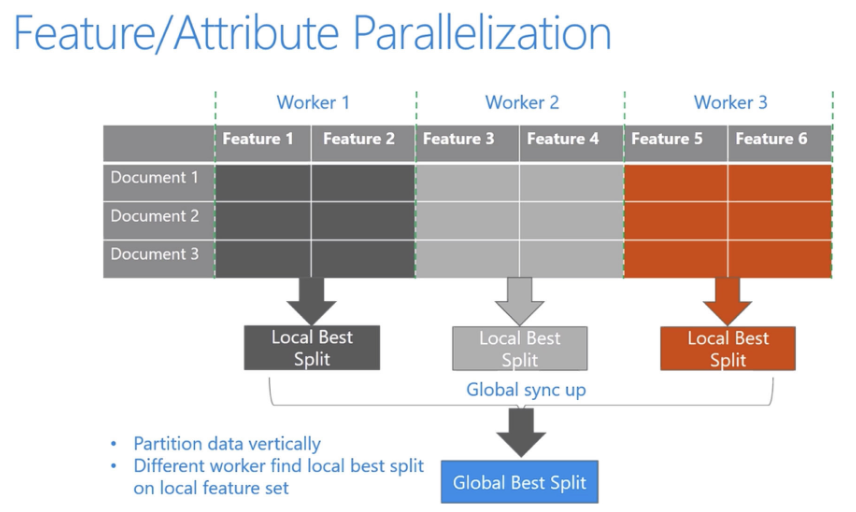 Feature/Attribute Parallelization
Worker 1
Worker 2
Worker 3
Feature 1
Feature 2
Feature 3
Feature 4
Feature 5
Feature 6
Document 1
Document 2
Document 3
Local Best
Split
Local Best
Split
Local Best
Split
Global sync up
• Partition data vertically
• Different worker find local best split
on local feature set
Global Best Split